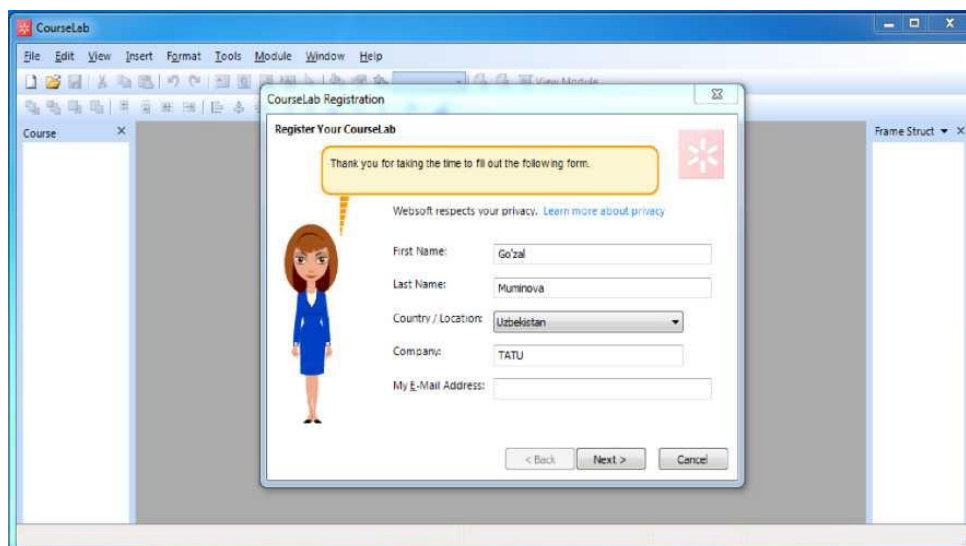 CourseLab
File Edit View Insert Format Tools Module Window Help
View Module
Course
Frame Struct
CourseLab Registration
Register Your CourseLab
Thank you for taking the time to fill out the following form.
Websoft respects your privacy. Learn more about privacy
First Name: Go'zal
Last Name: Muminova
Country / Location: Uzbekistan
Company: TATU
My E-Mail Address:
< Back Next > Cancel